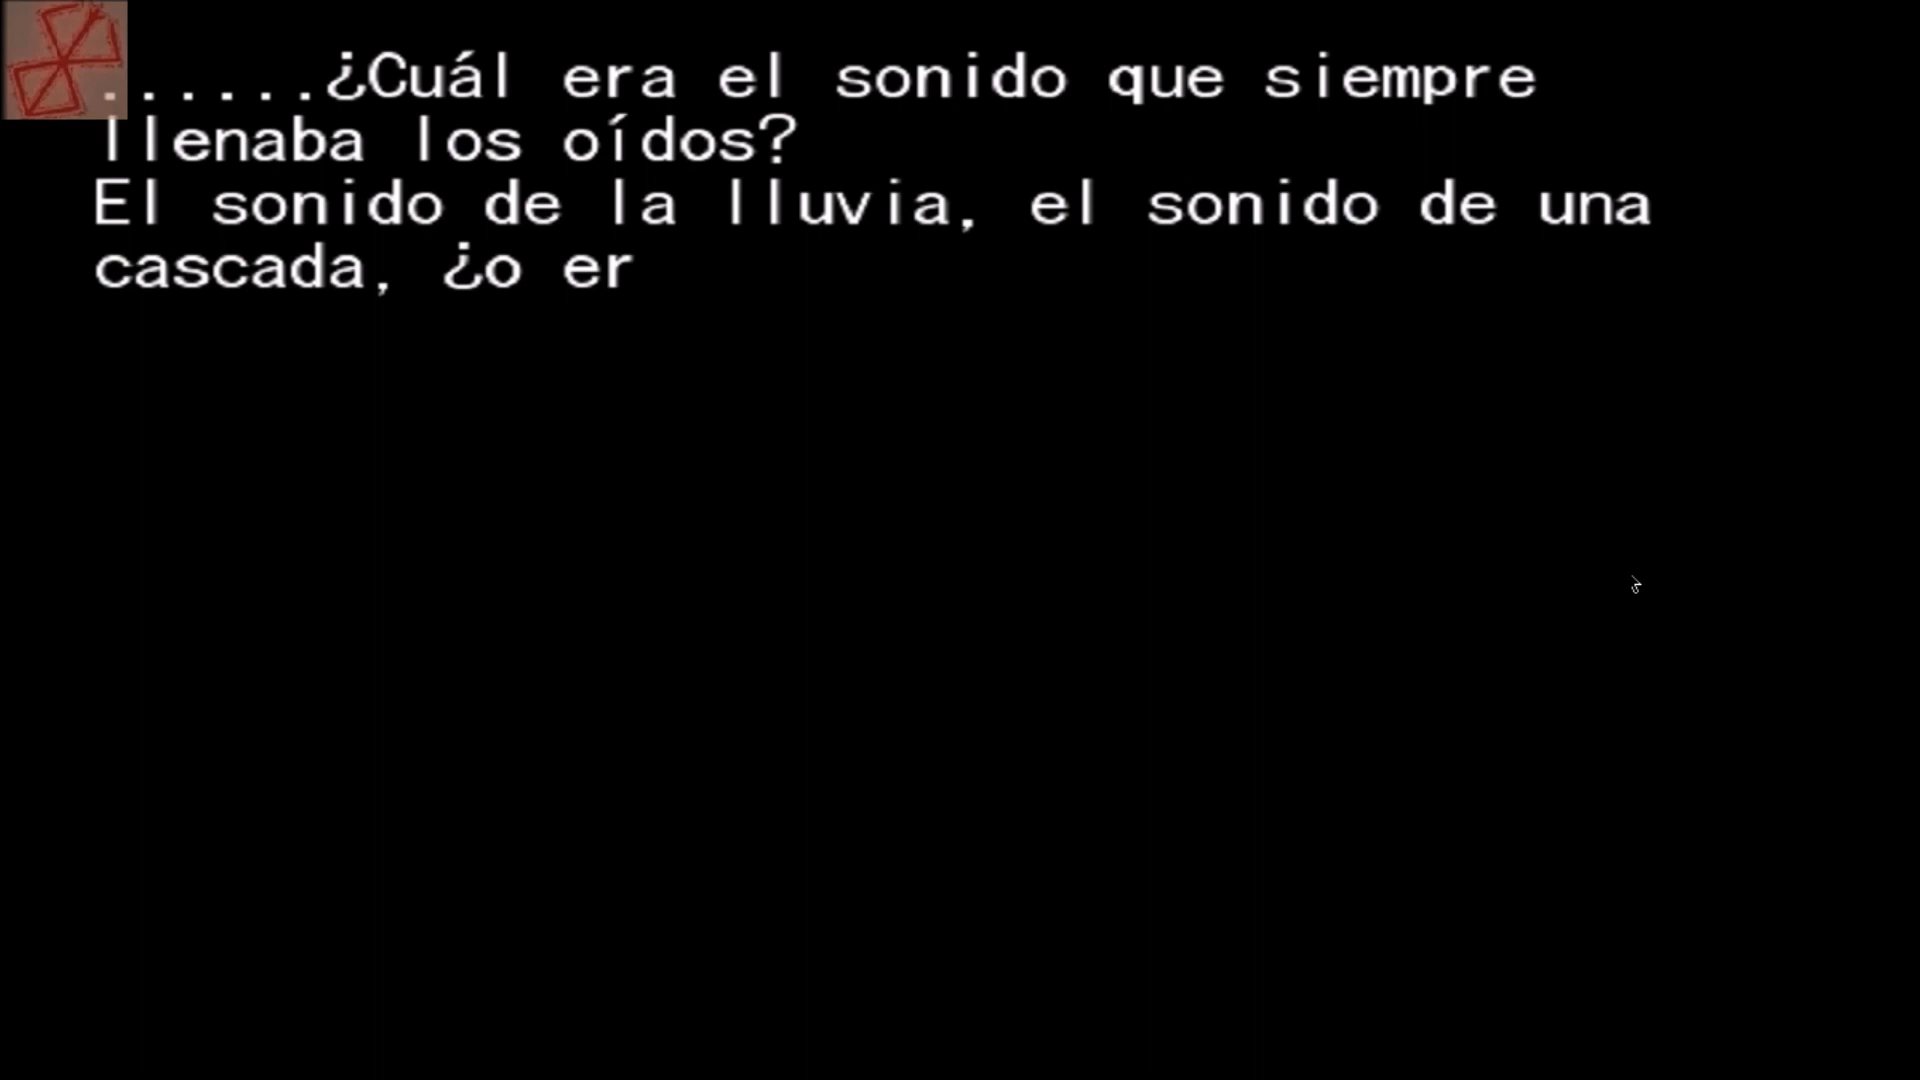 ......¿Cuál era el sonido que siempre
llenaba los oídos?
El sonido de la lluvia, el sonido de una
cascada, ¿o er